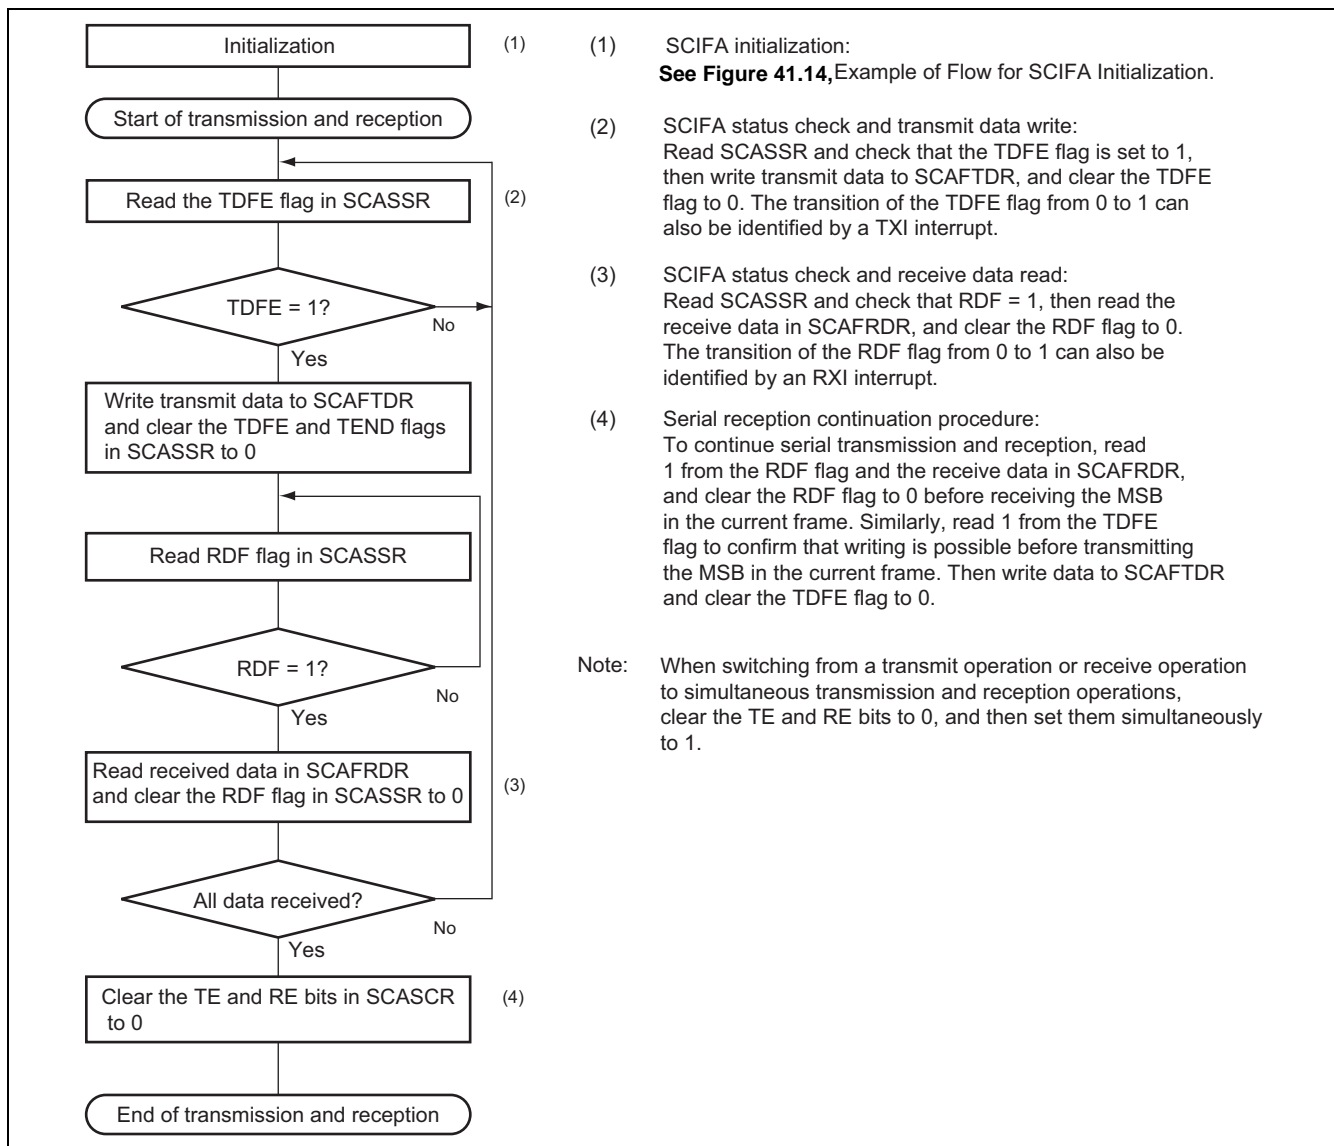 Initialization
(1)
Start of transmission and reception
Read the TDFE flag in SCASSR
(2)
TDFE = 1?
No
Yes
Write transmit data to SCAFTDR
and clear the TDFE and TEND flags
in SCASSR to 0
Read RDF flag in SCASSR
RDF = 1?
No
Yes
Read received data in SCAFRDR
and clear the RDF flag in SCASSR to 0
(3)
All data received?
No
Yes
Clear the TE and RE bits in SCASCR
to 0
(4)
End of transmission and reception
(1) SCIFA initialization:
See Figure 41.14,Example of Flow for SCIFA Initialization.
(2) SCIFA status check and transmit data write:
Read SCASSR and check that the TDFE flag is set to 1,
then write transmit data to SCAFTDR, and clear the TDFE
flag to 0. The transition of the TDFE flag from 0 to 1 can
also be identified by a TXI interrupt.
(3) SCIFA status check and receive data read:
Read SCASSR and check that RDF = 1, then read the
receive data in SCAFRDR, and clear the RDF flag to 0.
The transition of the RDF flag from 0 to 1 can also be
identified by an RXI interrupt.
(4) Serial reception continuation procedure:
To continue serial transmission and reception, read
1 from the RDF flag and the receive data in SCAFRDR,
and clear the RDF flag to 0 before receiving the MSB
in the current frame. Similarly, read 1 from the TDFE
flag to confirm that writing is possible before transmitting
the MSB in the current frame. Then write data to SCAFTDR
and clear the TDFE flag to 0.
Note: When switching from a transmit operation or receive operation
to simultaneous transmission and reception operations,
clear the TE and RE bits to 0, and then set them simultaneously
to 1.